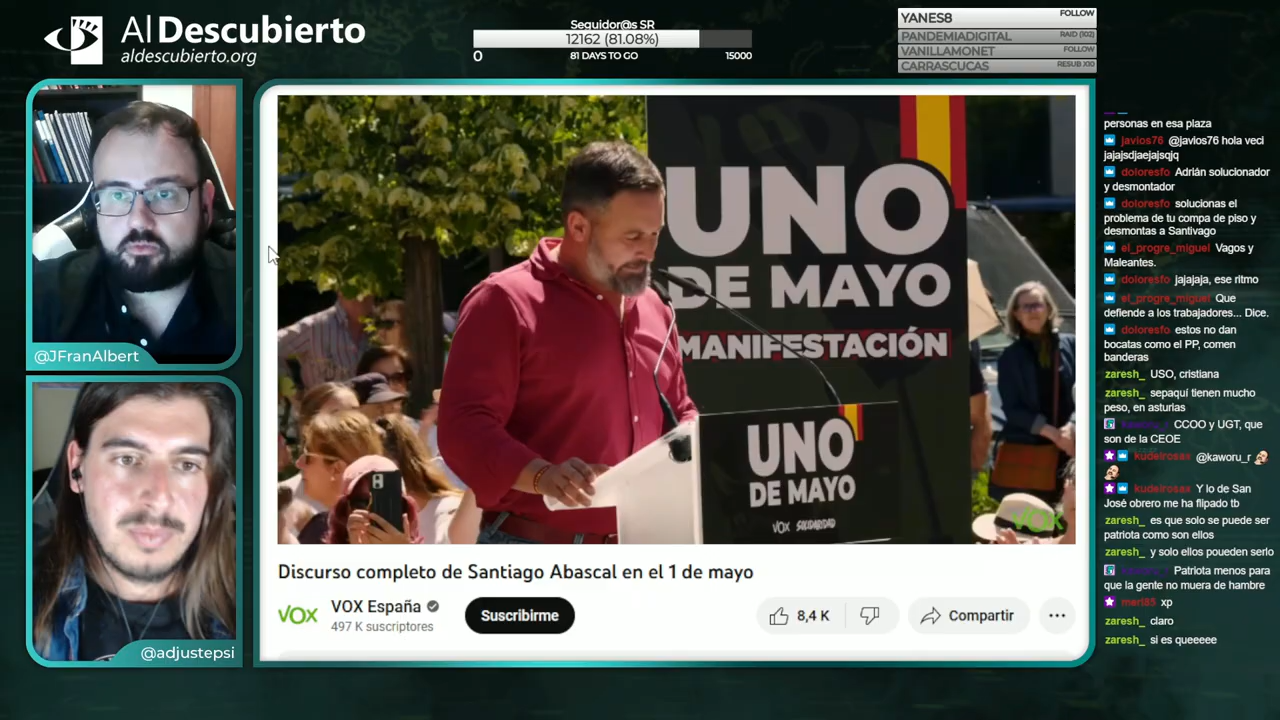 Al Descubierto
aldescubierto.org
Seguidor@s SR
12162 (81.08%)
0
81 DAYS TO GO
15000
YANES8
FOLLOW
PANDEMIADIGITAL
RAID (102)
VANILLAMONET
FOLLOW
CARRASCUCAS
RESUB X10
@JFranAlbert
@adjustepsi
UNO
DE MAYO
MANIFESTACIÓN
UNO
DE MAYO
VOX SOLIDARIDAD
VOX
Discurso completo de Santiago Abascal en el 1 de mayo
VOX
VOX España
497 K suscriptores
Suscribirme
8,4 K
Compartir
personas en esa plaza
javios76 @javios76 hola veci
jajajsdjaejajsqjq
doloresfo Adrián solucionador
y desmontador
doloresfo solucionas el
problema de tu compa de piso y
desmontas a Santivago
el_progre_miguel Vagos y
Maleantes.
doloresfo jajajaja, ese ritmo
el_progre_miguel Que
defiende a los trabajadores... Dice.
doloresfo estos no dan
bocatas como el PP, comen
banderas
zaresh_ USO, cristiana
zaresh_ sepaquí tienen mucho
peso, en asturias
kaworu_r CCOO y UGT, que
son de la CEOE
kudeirosax @kaworu_r
kudeirosax Y lo de San
José obrero me ha flipado tb
zaresh_ es que solo se puede ser
patriota como son ellos
zaresh_ y solo ellos poueden serlo
kaworu_r Patriota menos para
que la gente no muera de hambre
meri85 xp
zaresh_ claro
zaresh_ si es queeeee